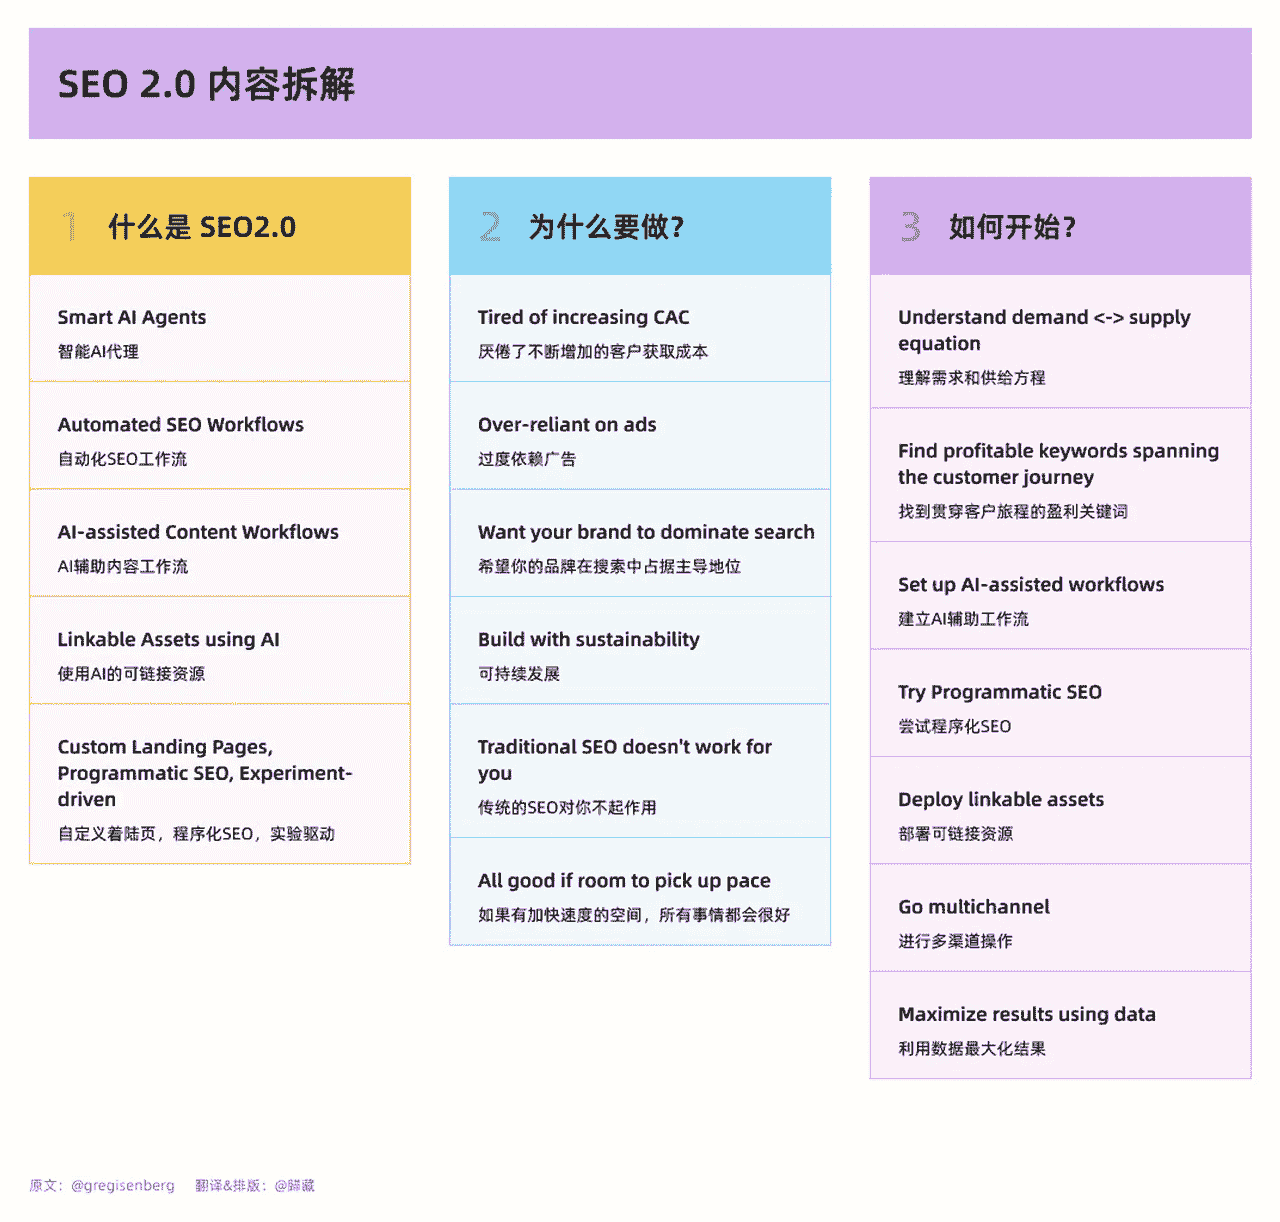 SEO 2.0 内容拆解
1 什么是 SEO2.0
Smart AI Agents
智能AI代理
Automated SEO Workflows
自动化SEO工作流
AI-assisted Content Workflows
AI辅助内容工作流
Linkable Assets using AI
使用AI的可链接资源
Custom Landing Pages,
Programmatic SEO, Experiment-
driven
自定义着陆页，程序化SEO，实验驱动
2 为什么要做？
Tired of increasing CAC
厌倦了不断增加的客户获取成本
Over-reliant on ads
过度依赖广告
Want your brand to dominate search
希望你的品牌在搜索中占据主导地位
Build with sustainability
可持续发展
Traditional SEO doesn't work for
you
传统的SEO对你不起作用
All good if room to pick up pace
如果有加快速度的空间，所有事情都会很好
3 如何开始？
Understand demand <-> supply
equation
理解需求和供给方程
Find profitable keywords spanning
the customer journey
找到贯穿客户旅程的盈利关键词
Set up AI-assisted workflows
建立AI辅助工作流
Try Programmatic SEO
尝试程序化SEO
Deploy linkable assets
部署可链接资源
Go multichannel
进行多渠道操作
Maximize results using data
利用数据最大化结果
原文：@gregisenberg 翻译&排版：@歸藏